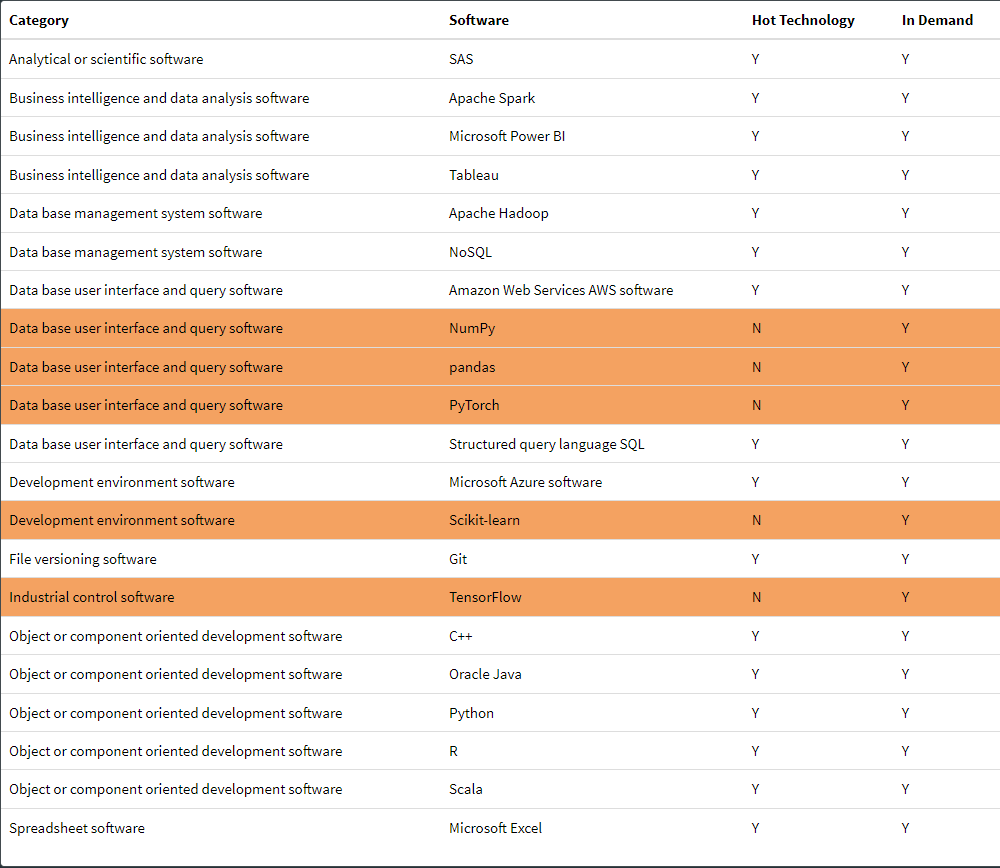 Category Software Hot Technology In Demand
Analytical or scientific software SAS Y Y
Business intelligence and data analysis software Apache Spark Y Y
Business intelligence and data analysis software Microsoft Power BI Y Y
Business intelligence and data analysis software Tableau Y Y
Data base management system software Apache Hadoop Y Y
Data base management system software NoSQL Y Y
Data base user interface and query software Amazon Web Services AWS software Y Y
Data base user interface and query software NumPy N Y
Data base user interface and query software pandas N Y
Data base user interface and query software PyTorch N Y
Data base user interface and query software Structured query language SQL Y Y
Development environment software Microsoft Azure software Y Y
Development environment software Scikit-learn N Y
File versioning software Git Y Y
Industrial control software TensorFlow N Y
Object or component oriented development software C++ Y Y
Object or component oriented development software Oracle Java Y Y
Object or component oriented development software Python Y Y
Object or component oriented development software R Y Y
Object or component oriented development software Scala Y Y
Spreadsheet software Microsoft Excel Y Y